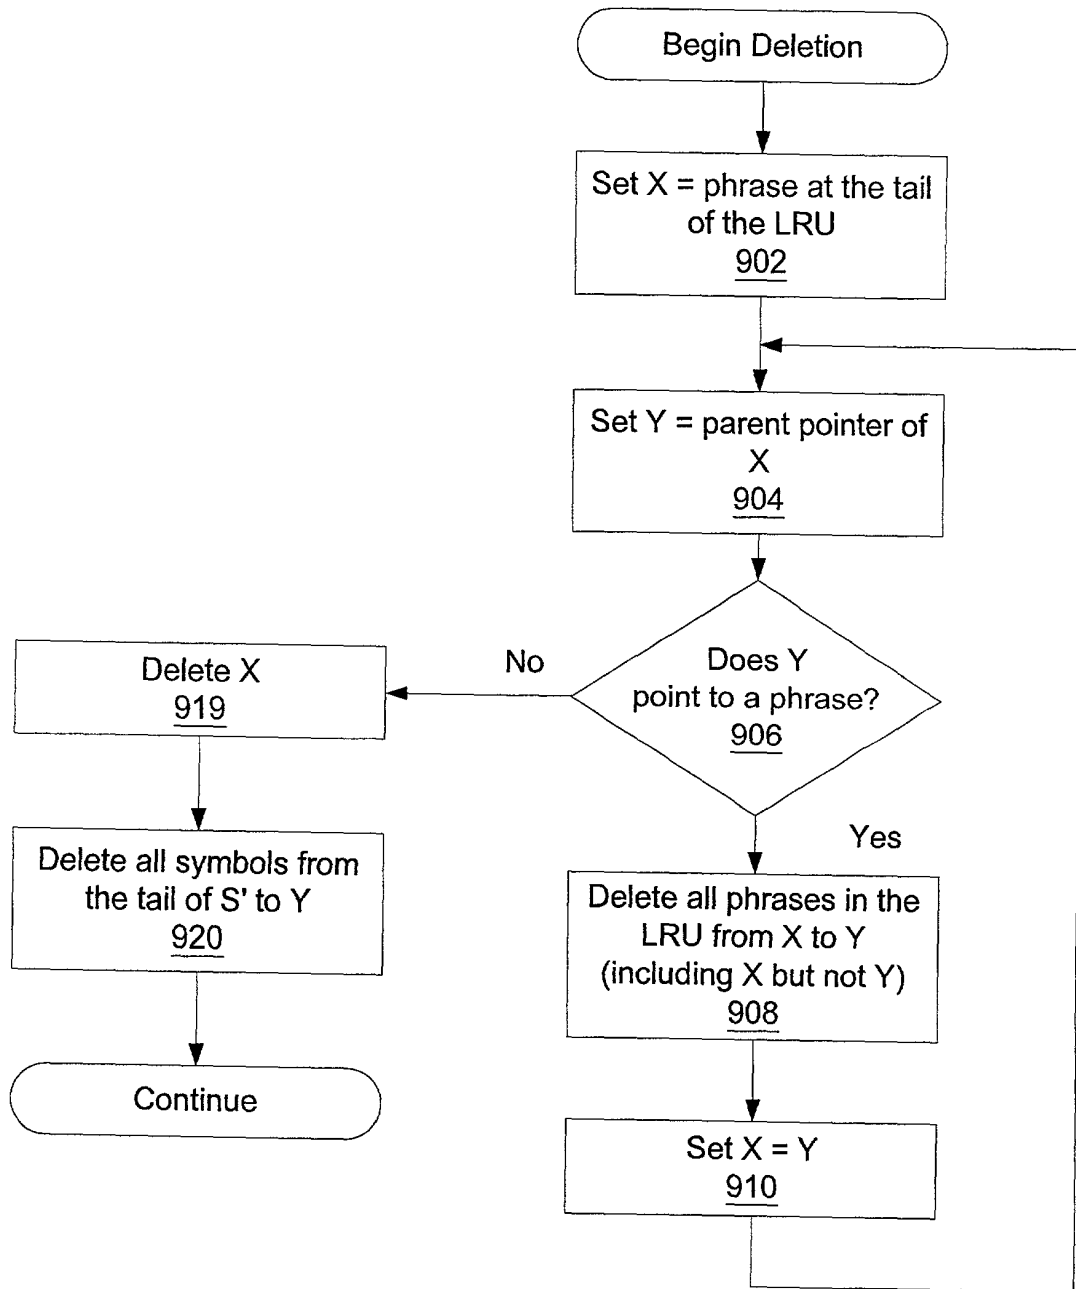 Begin Deletion
Set X = phrase at the tail
of the LRU
902
Set Y = parent pointer of
X
904
Does Y
point to a phrase?
906
No
Yes
Delete X
919
Delete all symbols from
the tail of S' to Y
920
Continue
Delete all phrases in the
LRU from X to Y
(including X but not Y)
908
Set X = Y
910